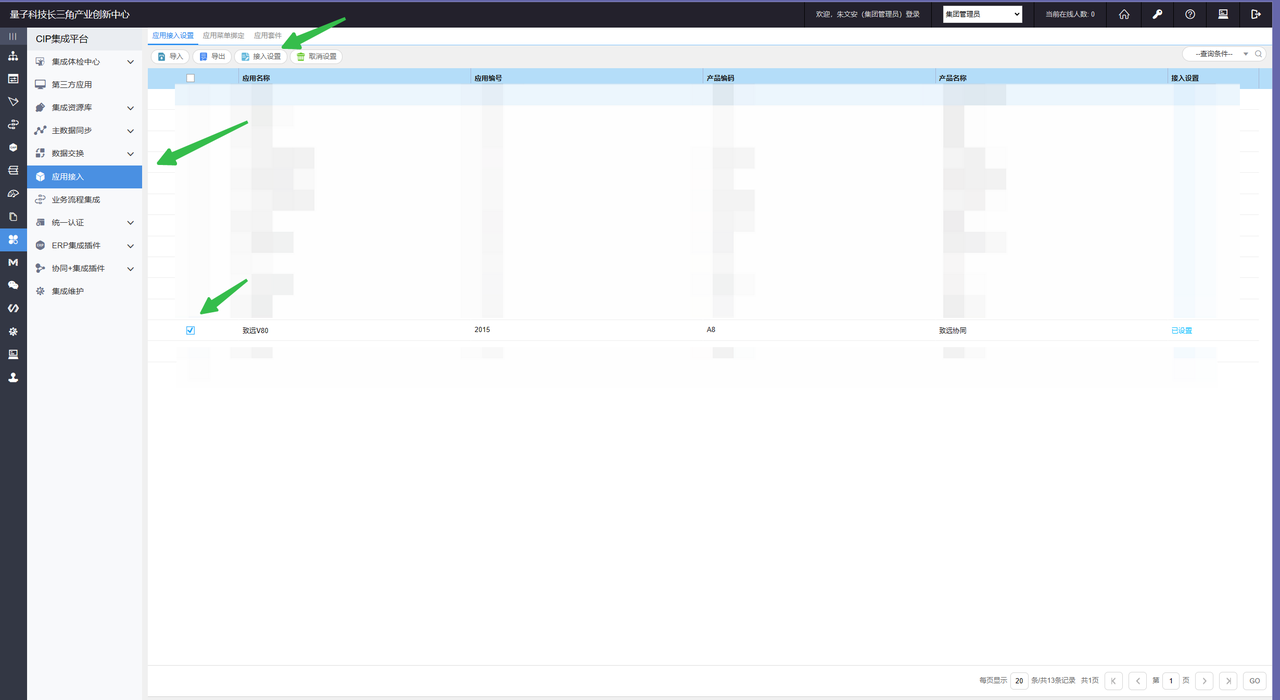 量子科技长三角产业创新中心
欢迎，朱文安（集团管理员）登录
集团管理员
当前在线人数: 0
CIP集成平台
集成体检中心
第三方应用
集成资源库
主数据同步
数据交换
应用接入
业务流程集成
统一认证
ERP集成插件
协同+集成插件
集成维护
应用接入设置 应用菜单绑定 应用套件
导入 导出 接入设置 取消设置
--查询条件--
应用名称 应用编号 产品编码 产品名称 接入设置
致远V80 2015 A8 致远协同 已设置
每页显示 20 条/共13条记录 共1页 第 1 页 GO